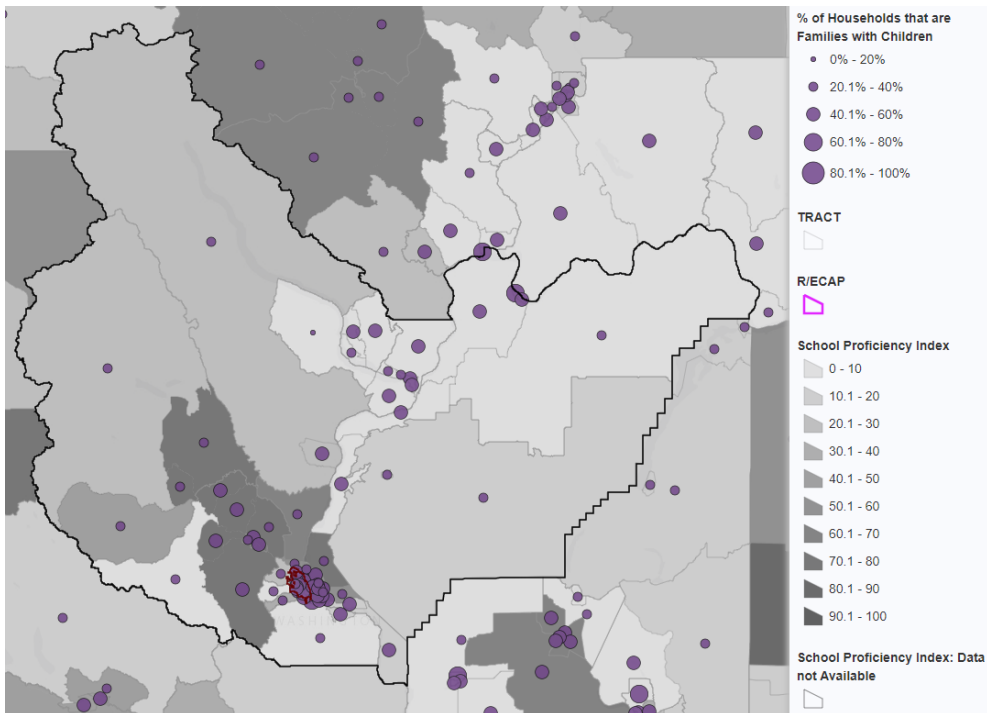 % of Households that are
Families with Children
0% - 20%
20.1% - 40%
40.1% - 60%
60.1% - 80%
80.1% - 100%
TRACT
R/ECAP
School Proficiency Index
0 - 10
10.1 - 20
20.1 - 30
30.1 - 40
40.1 - 50
50.1 - 60
60.1 - 70
70.1 - 80
80.1 - 90
90.1 - 100
School Proficiency Index: Data
not Available